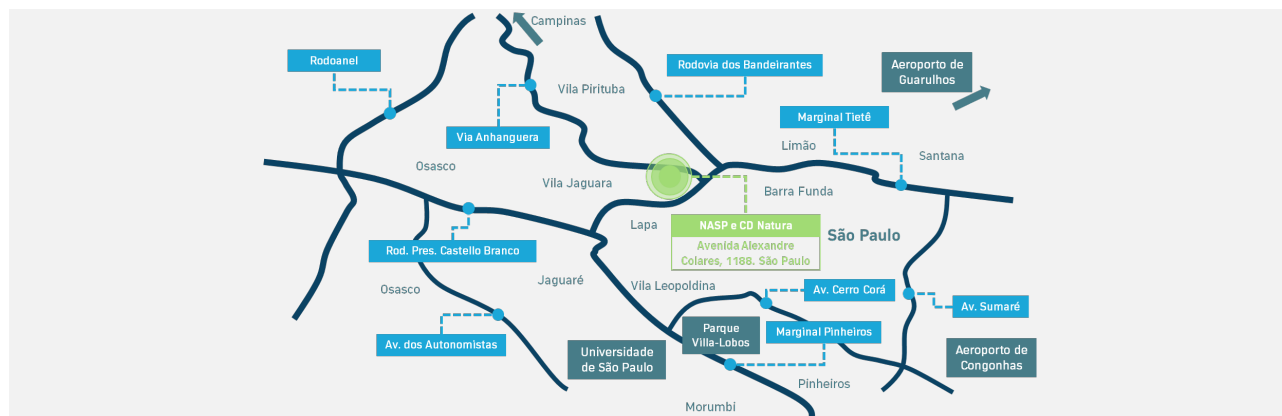 Campinas
Rodoanel
Rodovia dos Bandeirantes
Aeroporto de
Guarulhos
Vila Pirituba
Marginal Tietê
Via Anhanguera
Limão
Santana
Osasco
Vila Jaguara
Barra Funda
Lapa
NASP e CD Natura
Avenida Alexandre
Colares, 1188. São Paulo
São Paulo
Rod. Pres. Castello Branco
Jaguaré
Osasco
Vila Leopoldina
Av. Cerro Corá
Av. Sumaré
Parque
Villa-Lobos
Marginal Pinheiros
Av. dos Autonomistas
Universidade
de São Paulo
Aeroporto de
Congonhas
Pinheiros
Morumbi